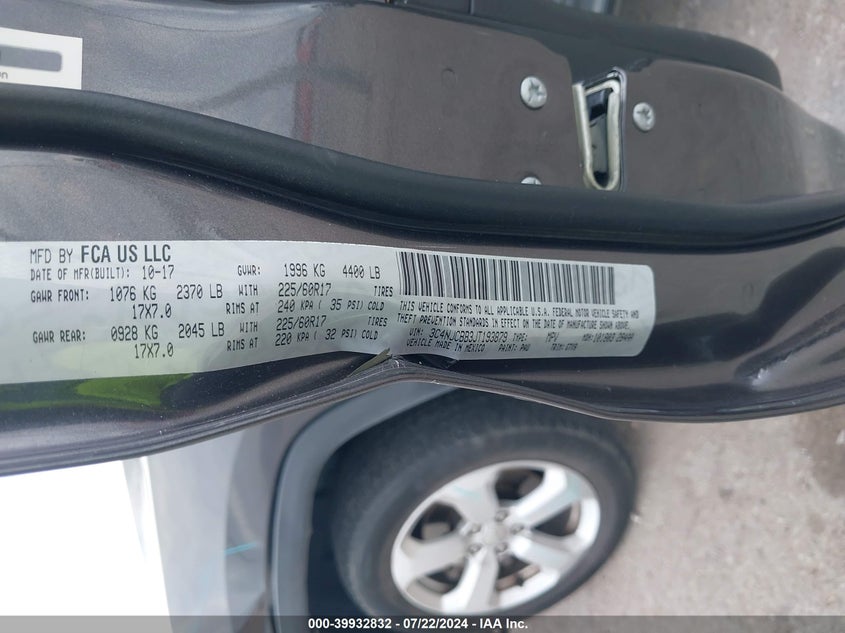 MFD BY FCA US LLC
DATE OF MFR(BUILT): 10-17 GVWR: 1996 KG 4400 LB
GAWR FRONT: 1076 KG 2370 LB WITH 225/60R17 TIRES
17X7.0 RIMS AT 240 KPA ( 35 PSI) COLD
GAWR REAR: 0928 KG 2045 LB WITH 225/60R17 TIRES
17X7.0 RIMS AT 220 KPA ( 32 PSI) COLD
THIS VEHICLE CONFORMS TO ALL APPLICABLE U.S.A. FEDERAL MOTOR VEHICLE SAFETY AND
THEFT PREVENTION STANDARDS IN EFFECT ON THE DATE OF MANUFACTURE SHOWN ABOVE.
VIN: 3C4NJCBB3JT193879 TYPE: MPV
VEHICLE MADE IN MEXICO PAINT: PAU TRIM:
000-39932832 - 07/22/2024 - IAA Inc.